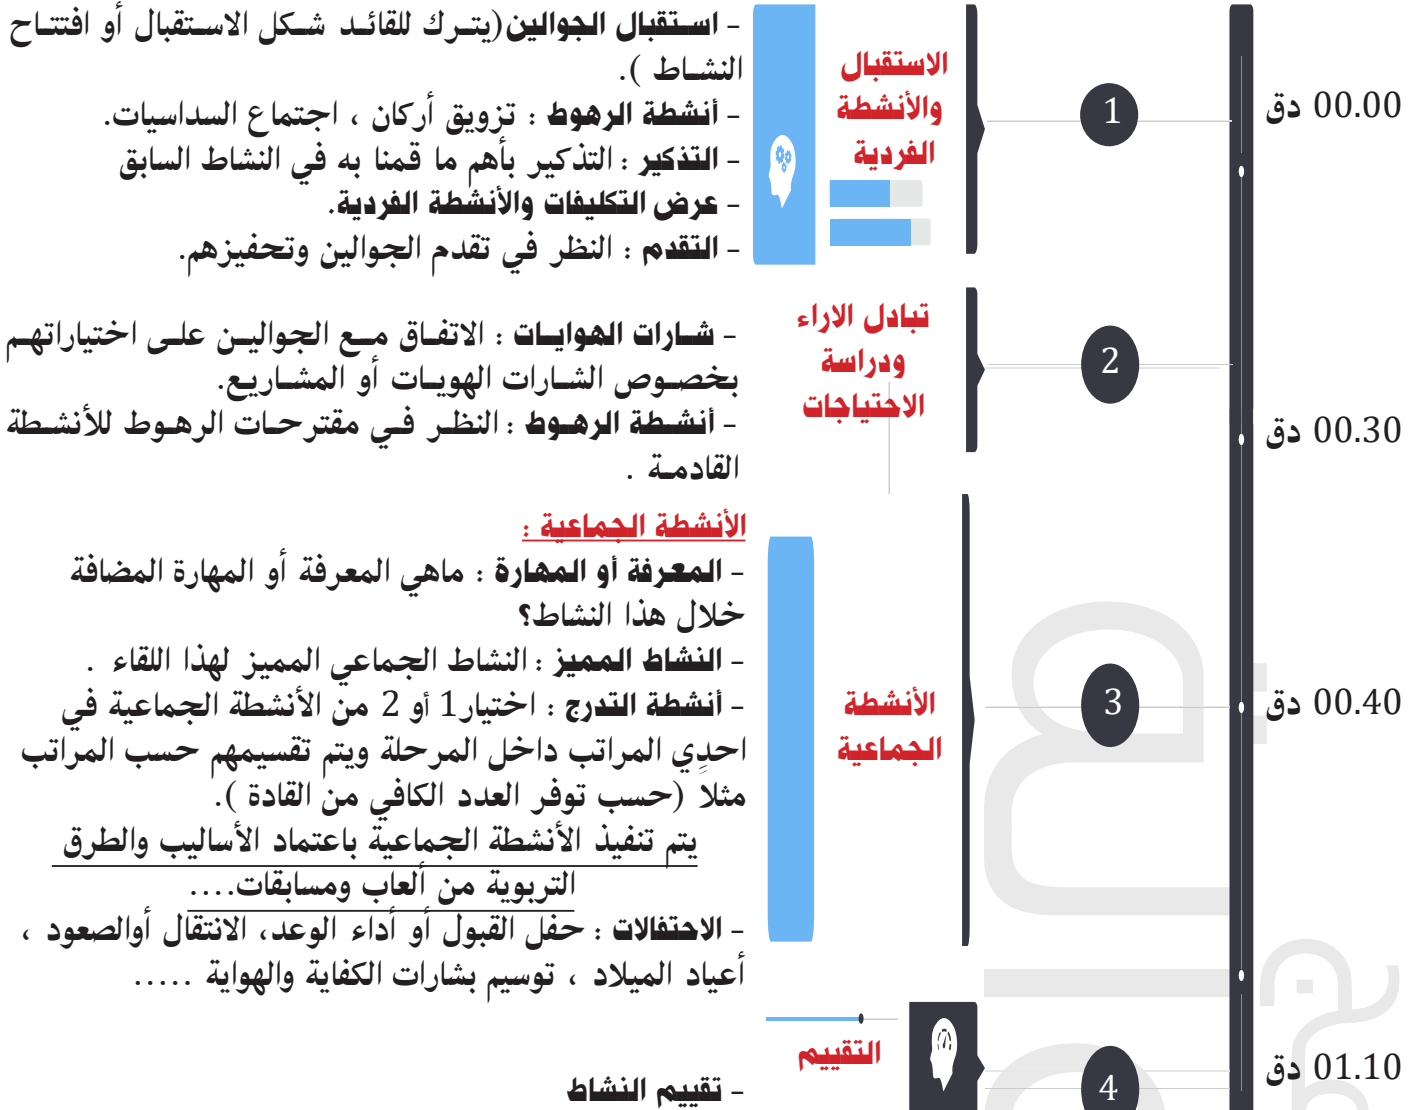 00.00 دق
1
الاستقبال
والأنشطة
الفردية
- استقبال الجوالين(يترك للقائد شكل الاستقبال أو افتتاح
النشاط ).
- أنشطة الرهوط : تزويق أركان ، اجتماع السداسيات.
- التذكير : التذكير بأهم ما قمنا به في النشاط السابق
- عرض التكليفات والأنشطة الفردية.
- التقدم : النظر في تقدم الجوالين وتحفيزهم.
00.30 دق
2
تبادل الاراء
ودراسة
الاحتياجات
- شارات الهوايات : الاتفاق مع الجوالين على اختياراتهم
بخصوص الشارات الهويات أو المشاريع.
- أنشطة الرهوط : النظر في مقترحات الرهوط للأنشطة
القادمة .
00.40 دق
3
الأنشطة
الجماعية
الأنشطة الجماعية :
- المعرفة أو المهارة : ماهي المعرفة أو المهارة المضافة
خلال هذا النشاط؟
- النشاط المميز : النشاط الجماعي المميز لهذا اللقاء .
- أنشطة التدرج : اختيار1 أو 2 من الأنشطة الجماعية في
احدِي المراتب داخل المرحلة ويتم تقسيمهم حسب المراتب
مثلاً (حسب توفر العدد الكافي من القادة ).
يتم تنفيذ الأنشطة الجماعية باعتماد الأساليب والطرق
التربوية من ألعاب ومسابقات....
- الاحتفالات : حفل القبول أو أداء الوعد، الانتقال أوالصعود ،
أعياد الميلاد ، توسيم بشارات الكفاية والهواية .....
01.10 دق
4
التقييم
- تقييم النشاط